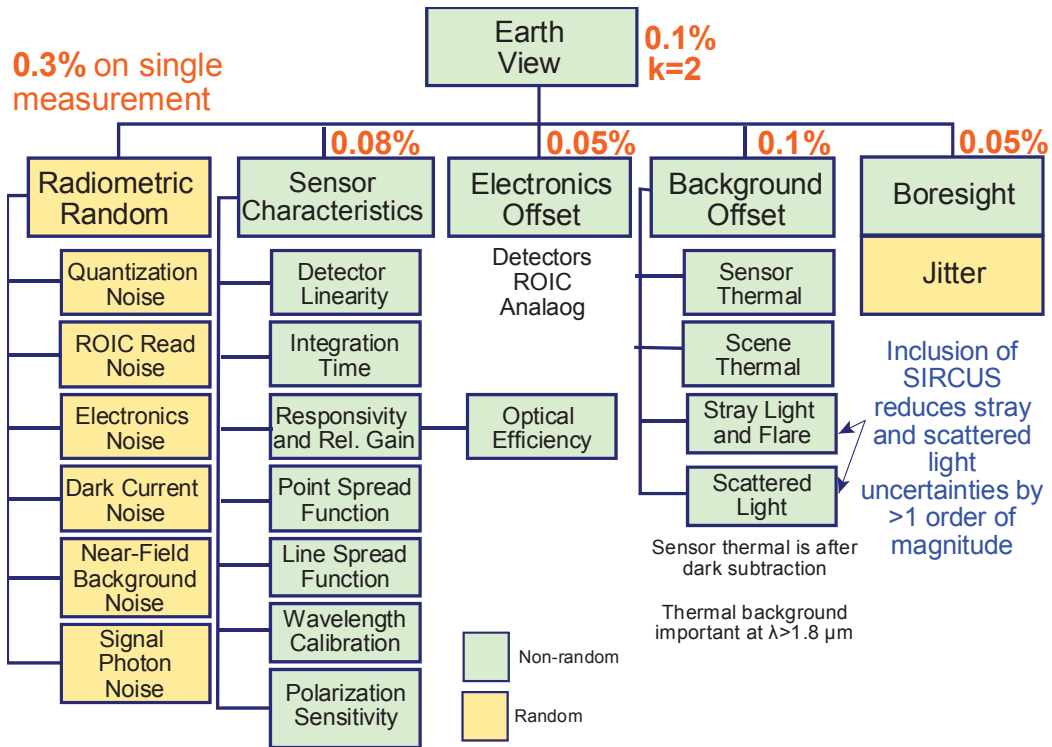 Earth
View
0.1%
k=2
0.3% on single
measurement
0.08%
0.05%
0.1%
0.05%
Radiometric
Random
Quantization
Noise
ROIC Read
Noise
Electronics
Noise
Dark Current
Noise
Near-Field
Background
Noise
Signal
Photon
Noise
Sensor
Characteristics
Detector
Linearity
Integration
Time
Responsivity
and Rel. Gain
Point Spread
Function
Line Spread
Function
Wavelength
Calibration
Polarization
Sensitivity
Electronics
Offset
Detectors
ROIC
Analaog
Optical
Efficiency
Background
Offset
Sensor
Thermal
Scene
Thermal
Stray Light
and Flare
Scattered
Light
Sensor thermal is after
dark subtraction
Thermal background
important at λ>1.8 µm
Boresight
Jitter
Inclusion of
SIRCUS
reduces stray
and scattered
light
uncertainties by
>1 order of
magnitude
Non-random
Random